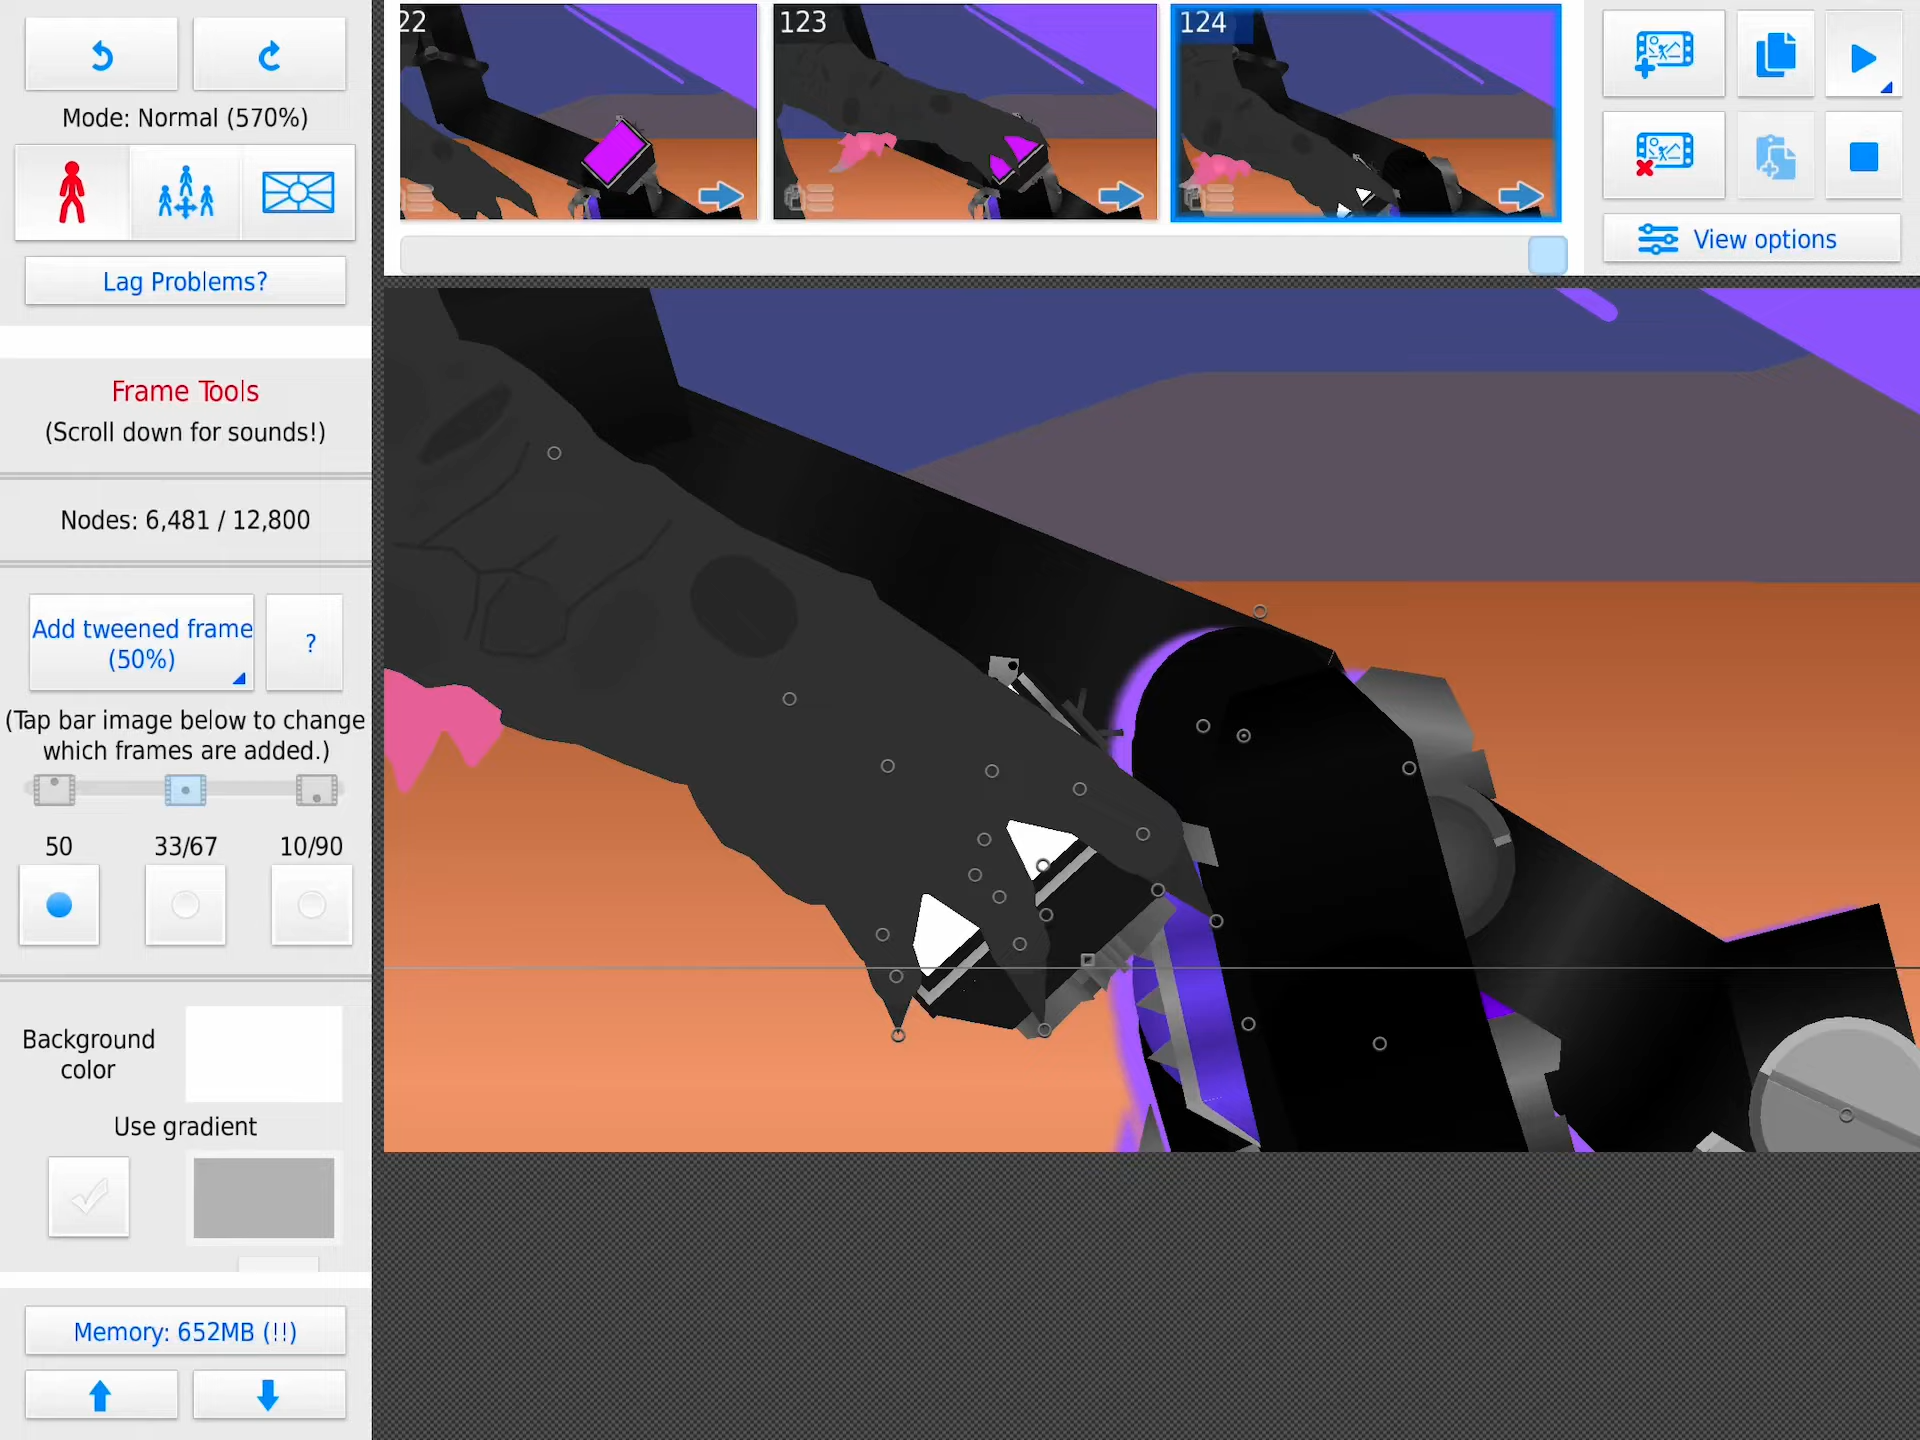 22
123
124
Mode: Normal (570%)
View options
Lag Problems?
Frame Tools
(Scroll down for sounds!)
Nodes: 6,481 / 12,800
Add tweened frame
(50%)
?
(Tap bar image below to change
which frames are added.)
50
33/67
10/90
Background
color
Use gradient
Memory: 652MB (!!)